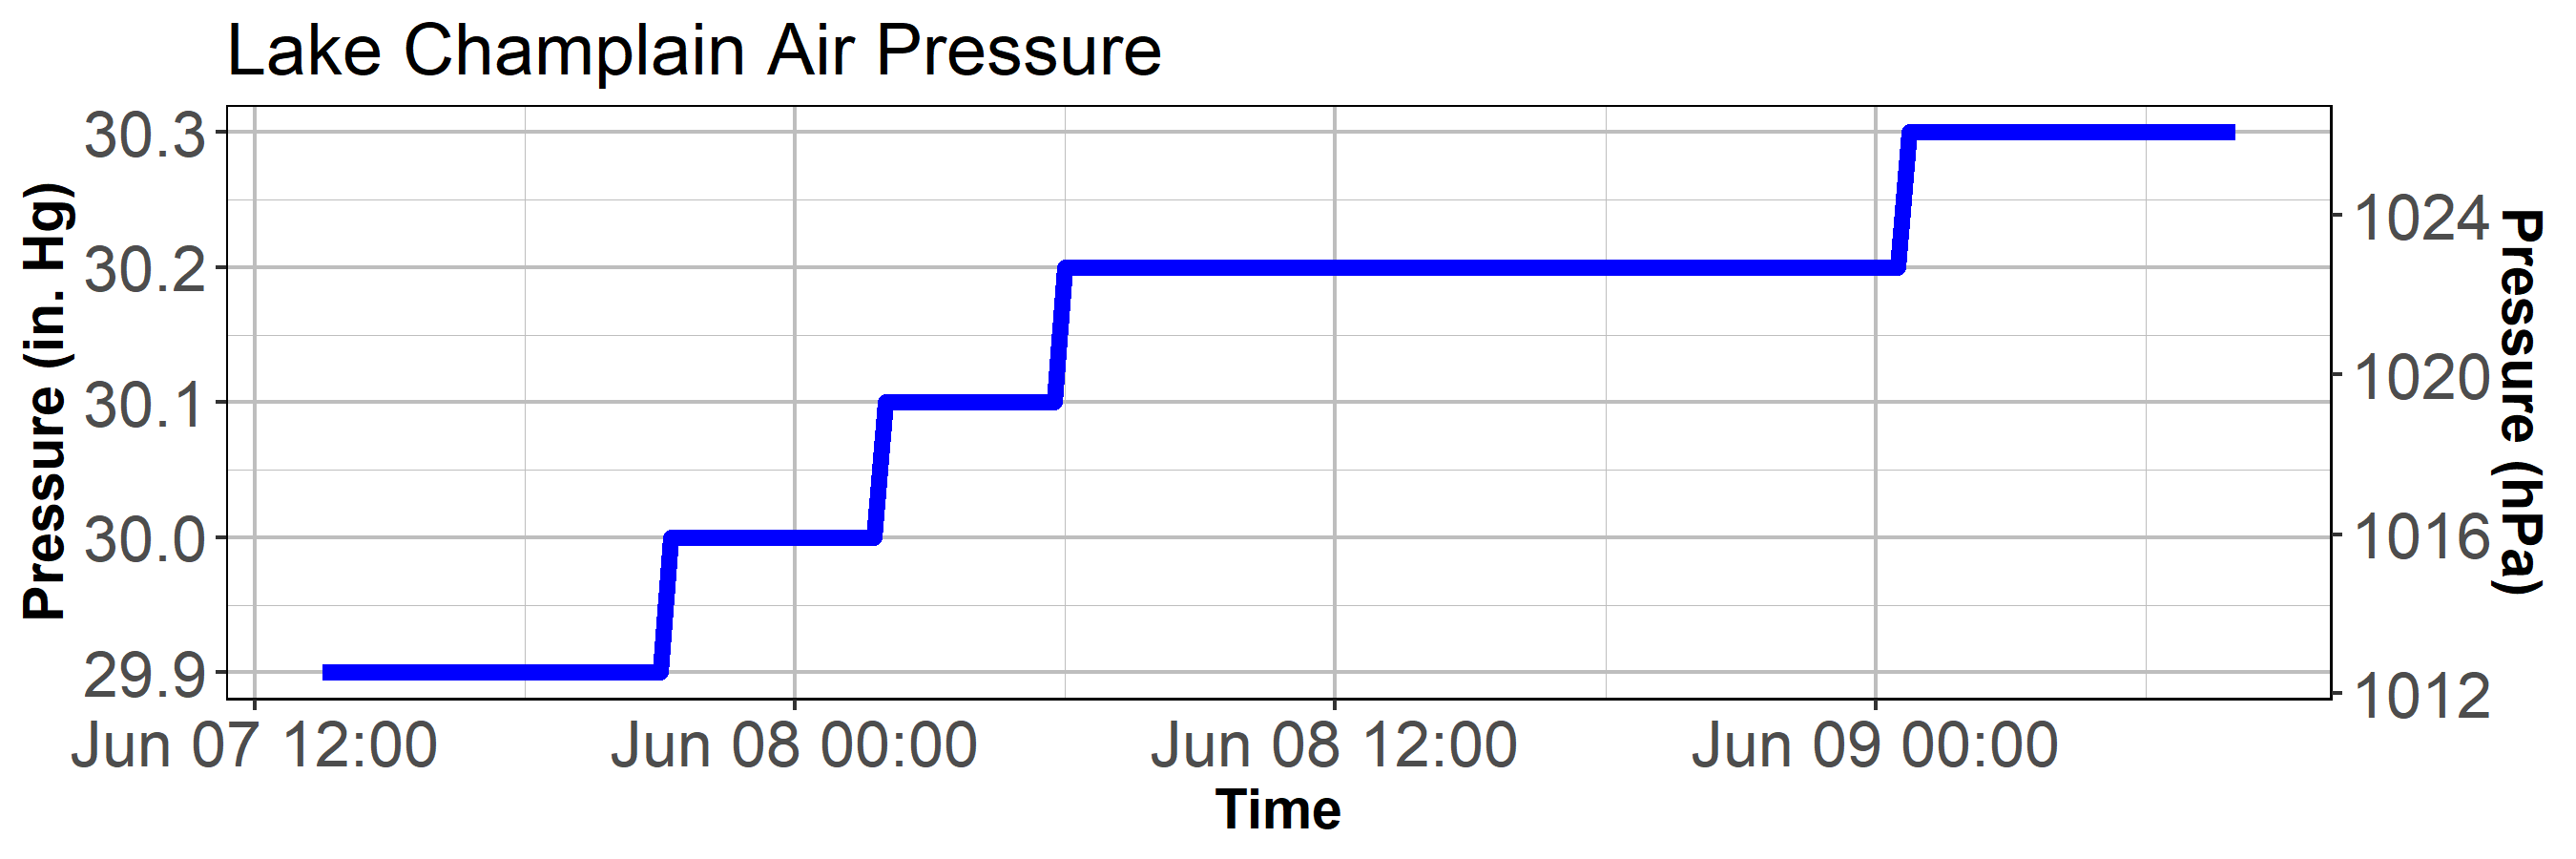 Lake Champlain Air Pressure
Pressure (in. Hg)
30.3
30.2
30.1
30.0
29.9
1024
1020
1016
1012
Pressure (hPa)
Jun 07 12:00 Jun 08 00:00 Jun 08 12:00 Jun 09 00:00
Time